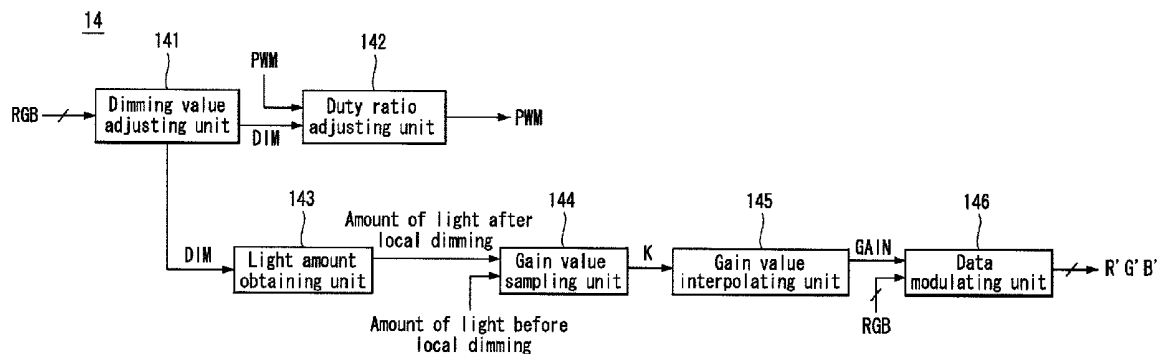 14
141
142
PWM
RGB
Dimming value
adjusting unit
DIM
Duty ratio
adjusting unit
PWM
143
Amount of light after
local dimming
144
145
146
DIM
Light amount
obtaining unit
Gain value
sampling unit
K
Gain value
interpolating unit
GAIN
Data
modulating unit
R'G'B'
Amount of light before
local dimming
RGB